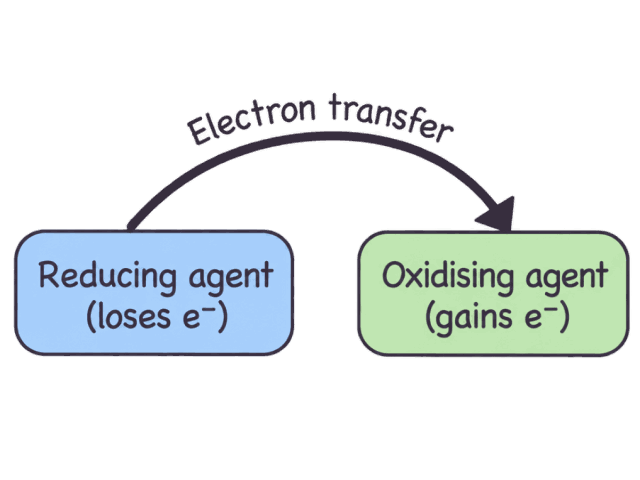 Electron transfer
Reducing agent
(loses e⁻)
Oxidising agent
(gains e⁻)